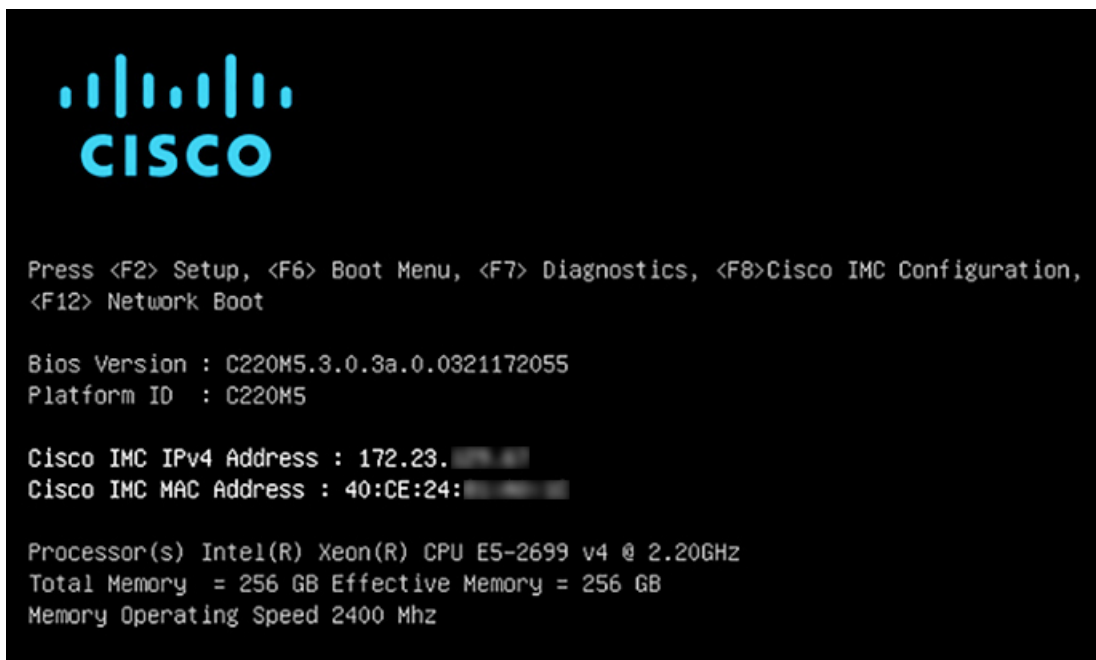 CISCO
Press <F2> Setup, <F6> Boot Menu, <F7> Diagnostics, <F8>Cisco IMC Configuration,
<F12> Network Boot
Bios Version : C220M5.3.0.3a.0.0321172055
Platform ID : C220M5
Cisco IMC IPv4 Address : 172.23.
Cisco IMC MAC Address : 40:CE:24:
Processor(s) Intel(R) Xeon(R) CPU E5-2699 v4 @ 2.20GHz
Total Memory = 256 GB Effective Memory = 256 GB
Memory Operating Speed 2400 Mhz